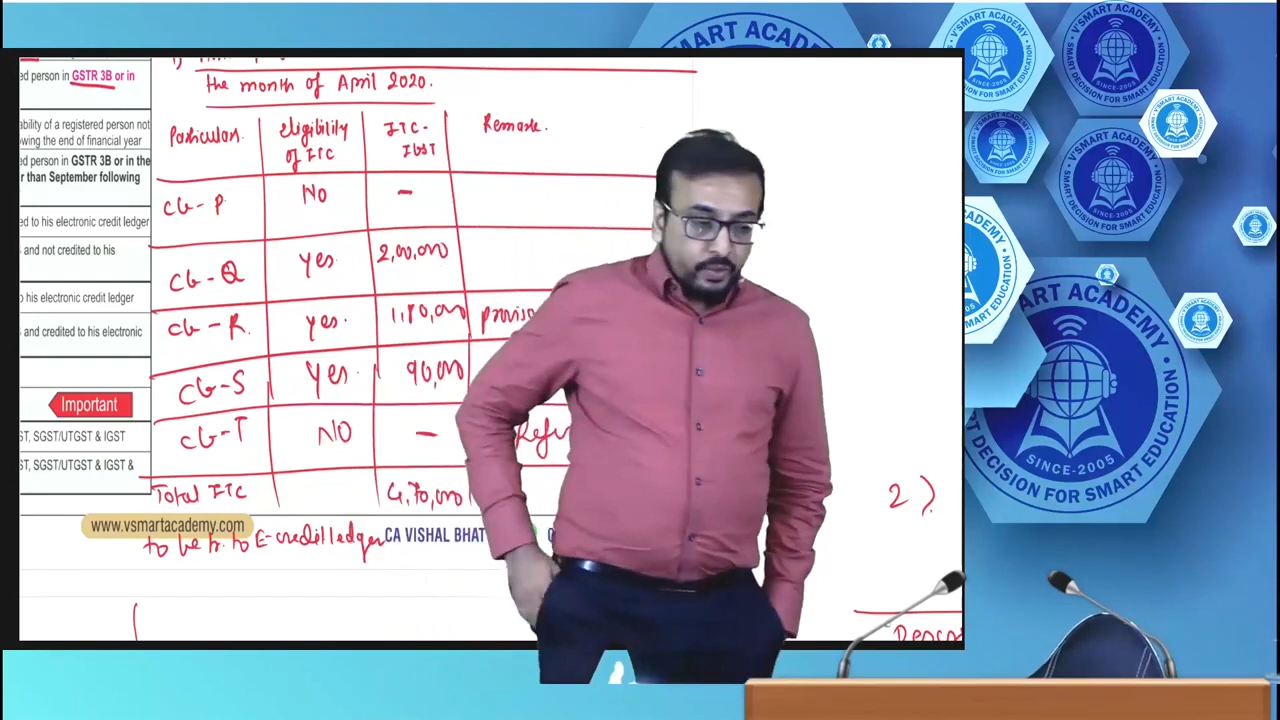 ed person in GSTR 3B or in
ability of a registered person not
owing the end of financial year
ed person in GSTR 3B or in the
r than September following
ed to his electronic credit ledger
and not credited to his
o his electronic credit ledger
and credited to his electronic
Important
ST, SGST/UTGST & IGST
ST, SGST/UTGST & IGST &
the month of April 2020.
Particulars eligibility of ITC ITC- IGST Remark.
CG-P No -
CG-Q Yes 2,00,000
CG-R. Yes. 1,80,000
CG-S Yes. 90,000
CG-T NO -
Total ITC 4,70,000
to be tr. to E-credit ledger
www.vsmartacademy.com
CA VISHAL BHAT
2)
V'SMART ACADEMY
SMART DECISION FOR SMART EDUCATION
SINCE-2005